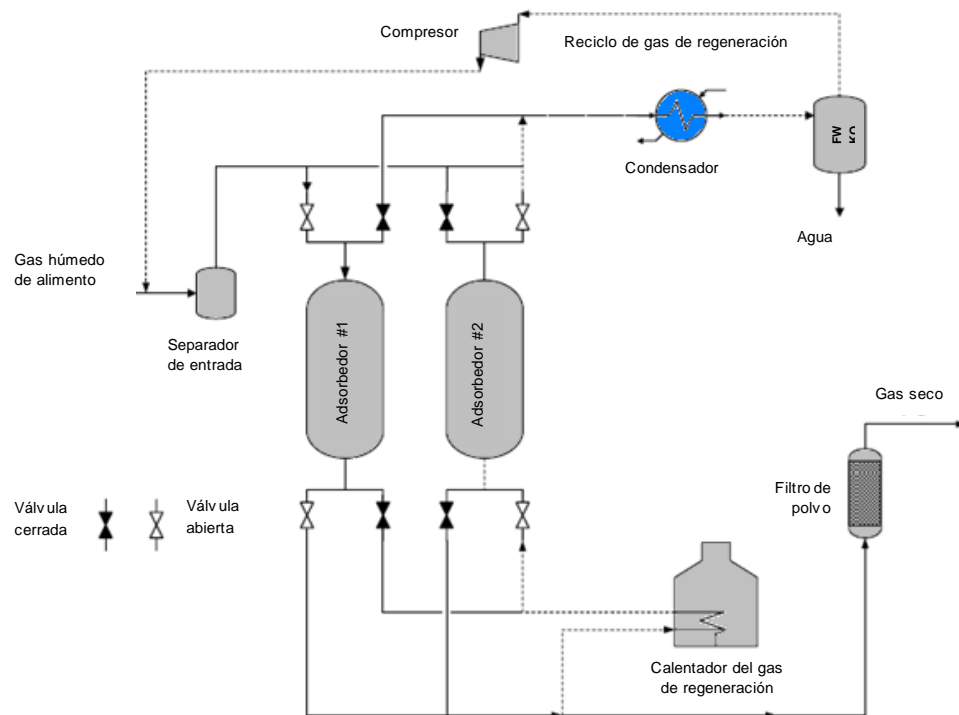 Compresor
Reciclo de gas de regeneración
FW
KO
Condensador
Agua
Gas húmedo
de alimento
Separador
de entrada
Adsorbedor #1
Adsorbedor #2
Gas seco
Filtro de
polvo
Válvula
cerrada
Válvula
abierta
Calentador del gas
de regeneración